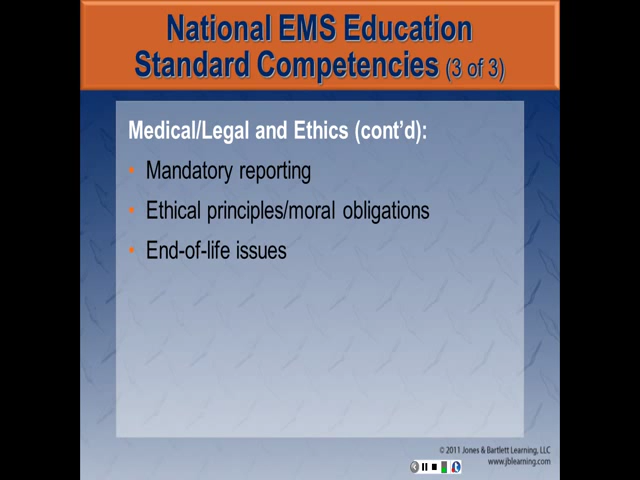 National EMS Education
Standard Competencies (3 of 3)
Medical/Legal and Ethics (cont’d):
• Mandatory reporting
• Ethical principles/moral obligations
• End-of-life issues
© 2011 Jones & Bartlett Learning, LLC
www.jblearning.com